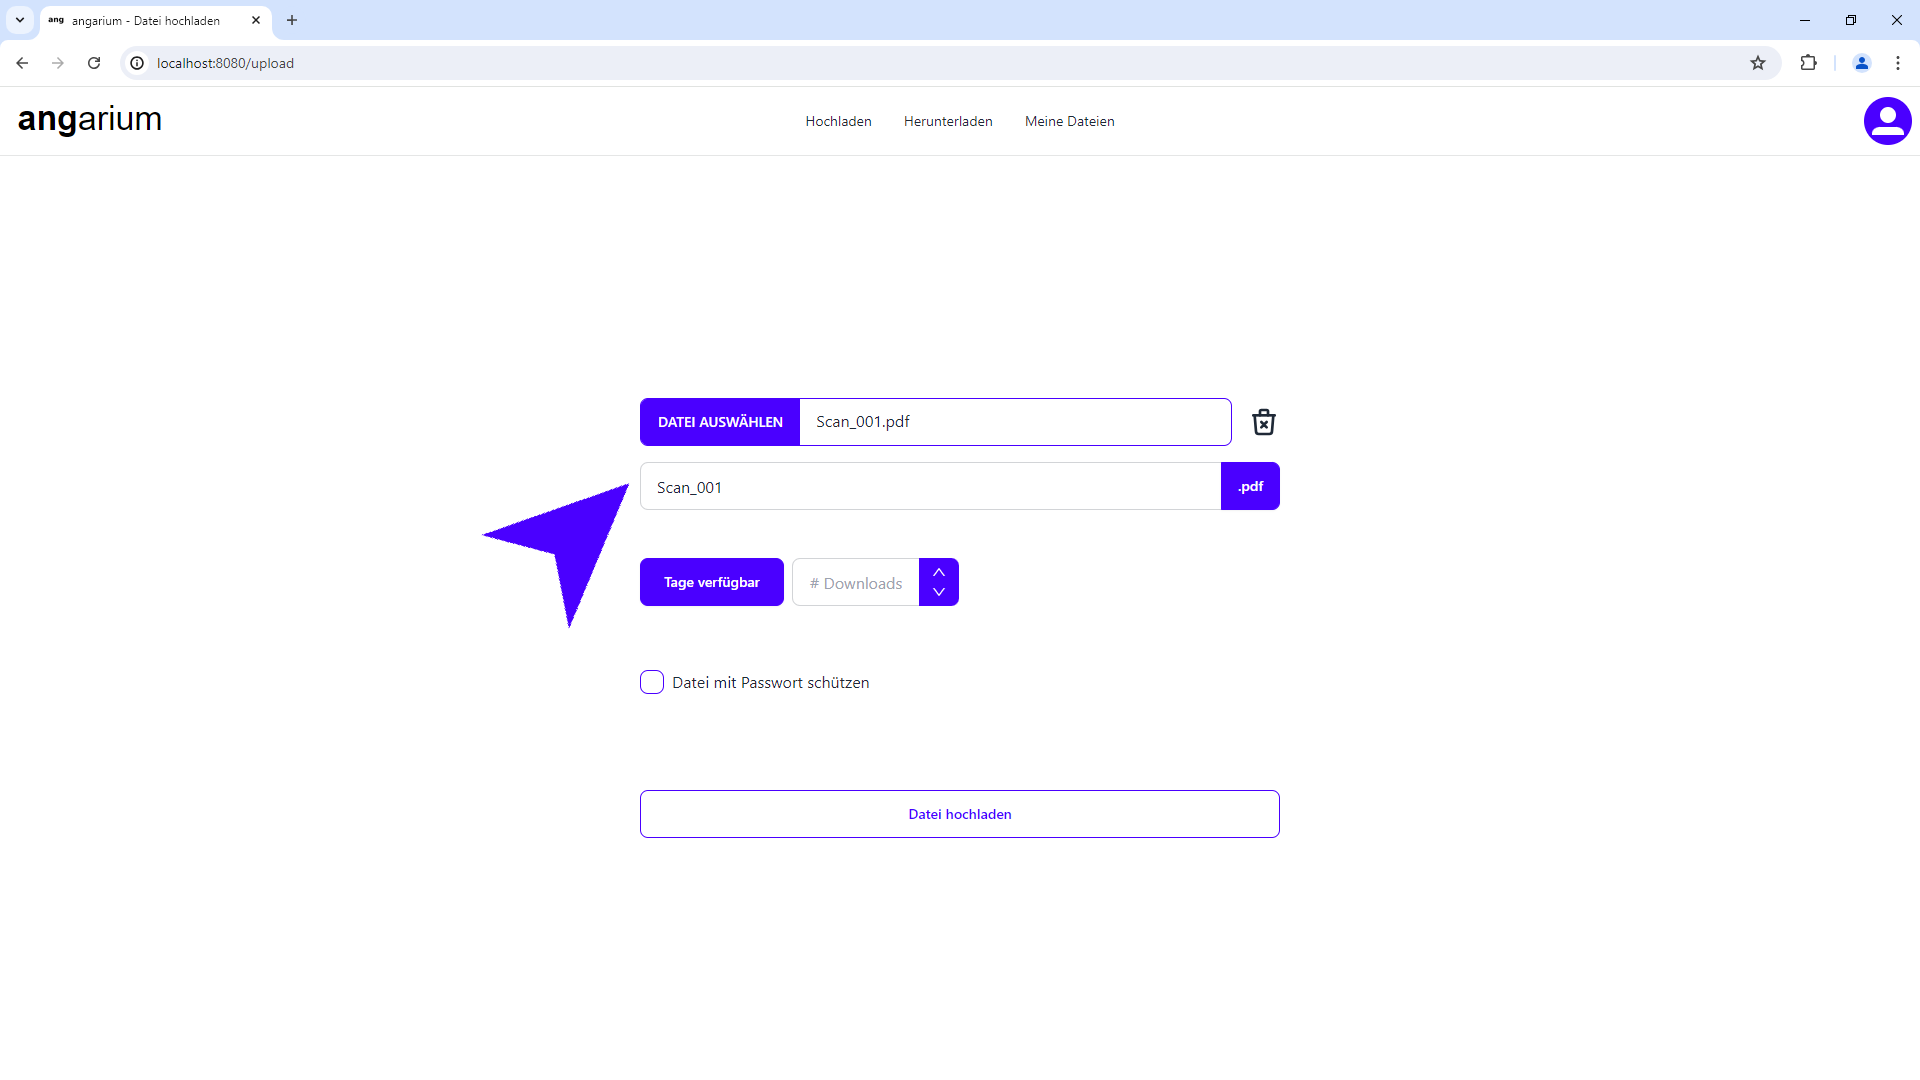 ang angarium - Datei hochladen
localhost:8080/upload
angarium
Hochladen Herunterladen Meine Dateien
DATEI AUSWÄHLEN Scan_001.pdf
Scan_001 .pdf
Tage verfügbar # Downloads
Datei mit Passwort schützen
Datei hochladen